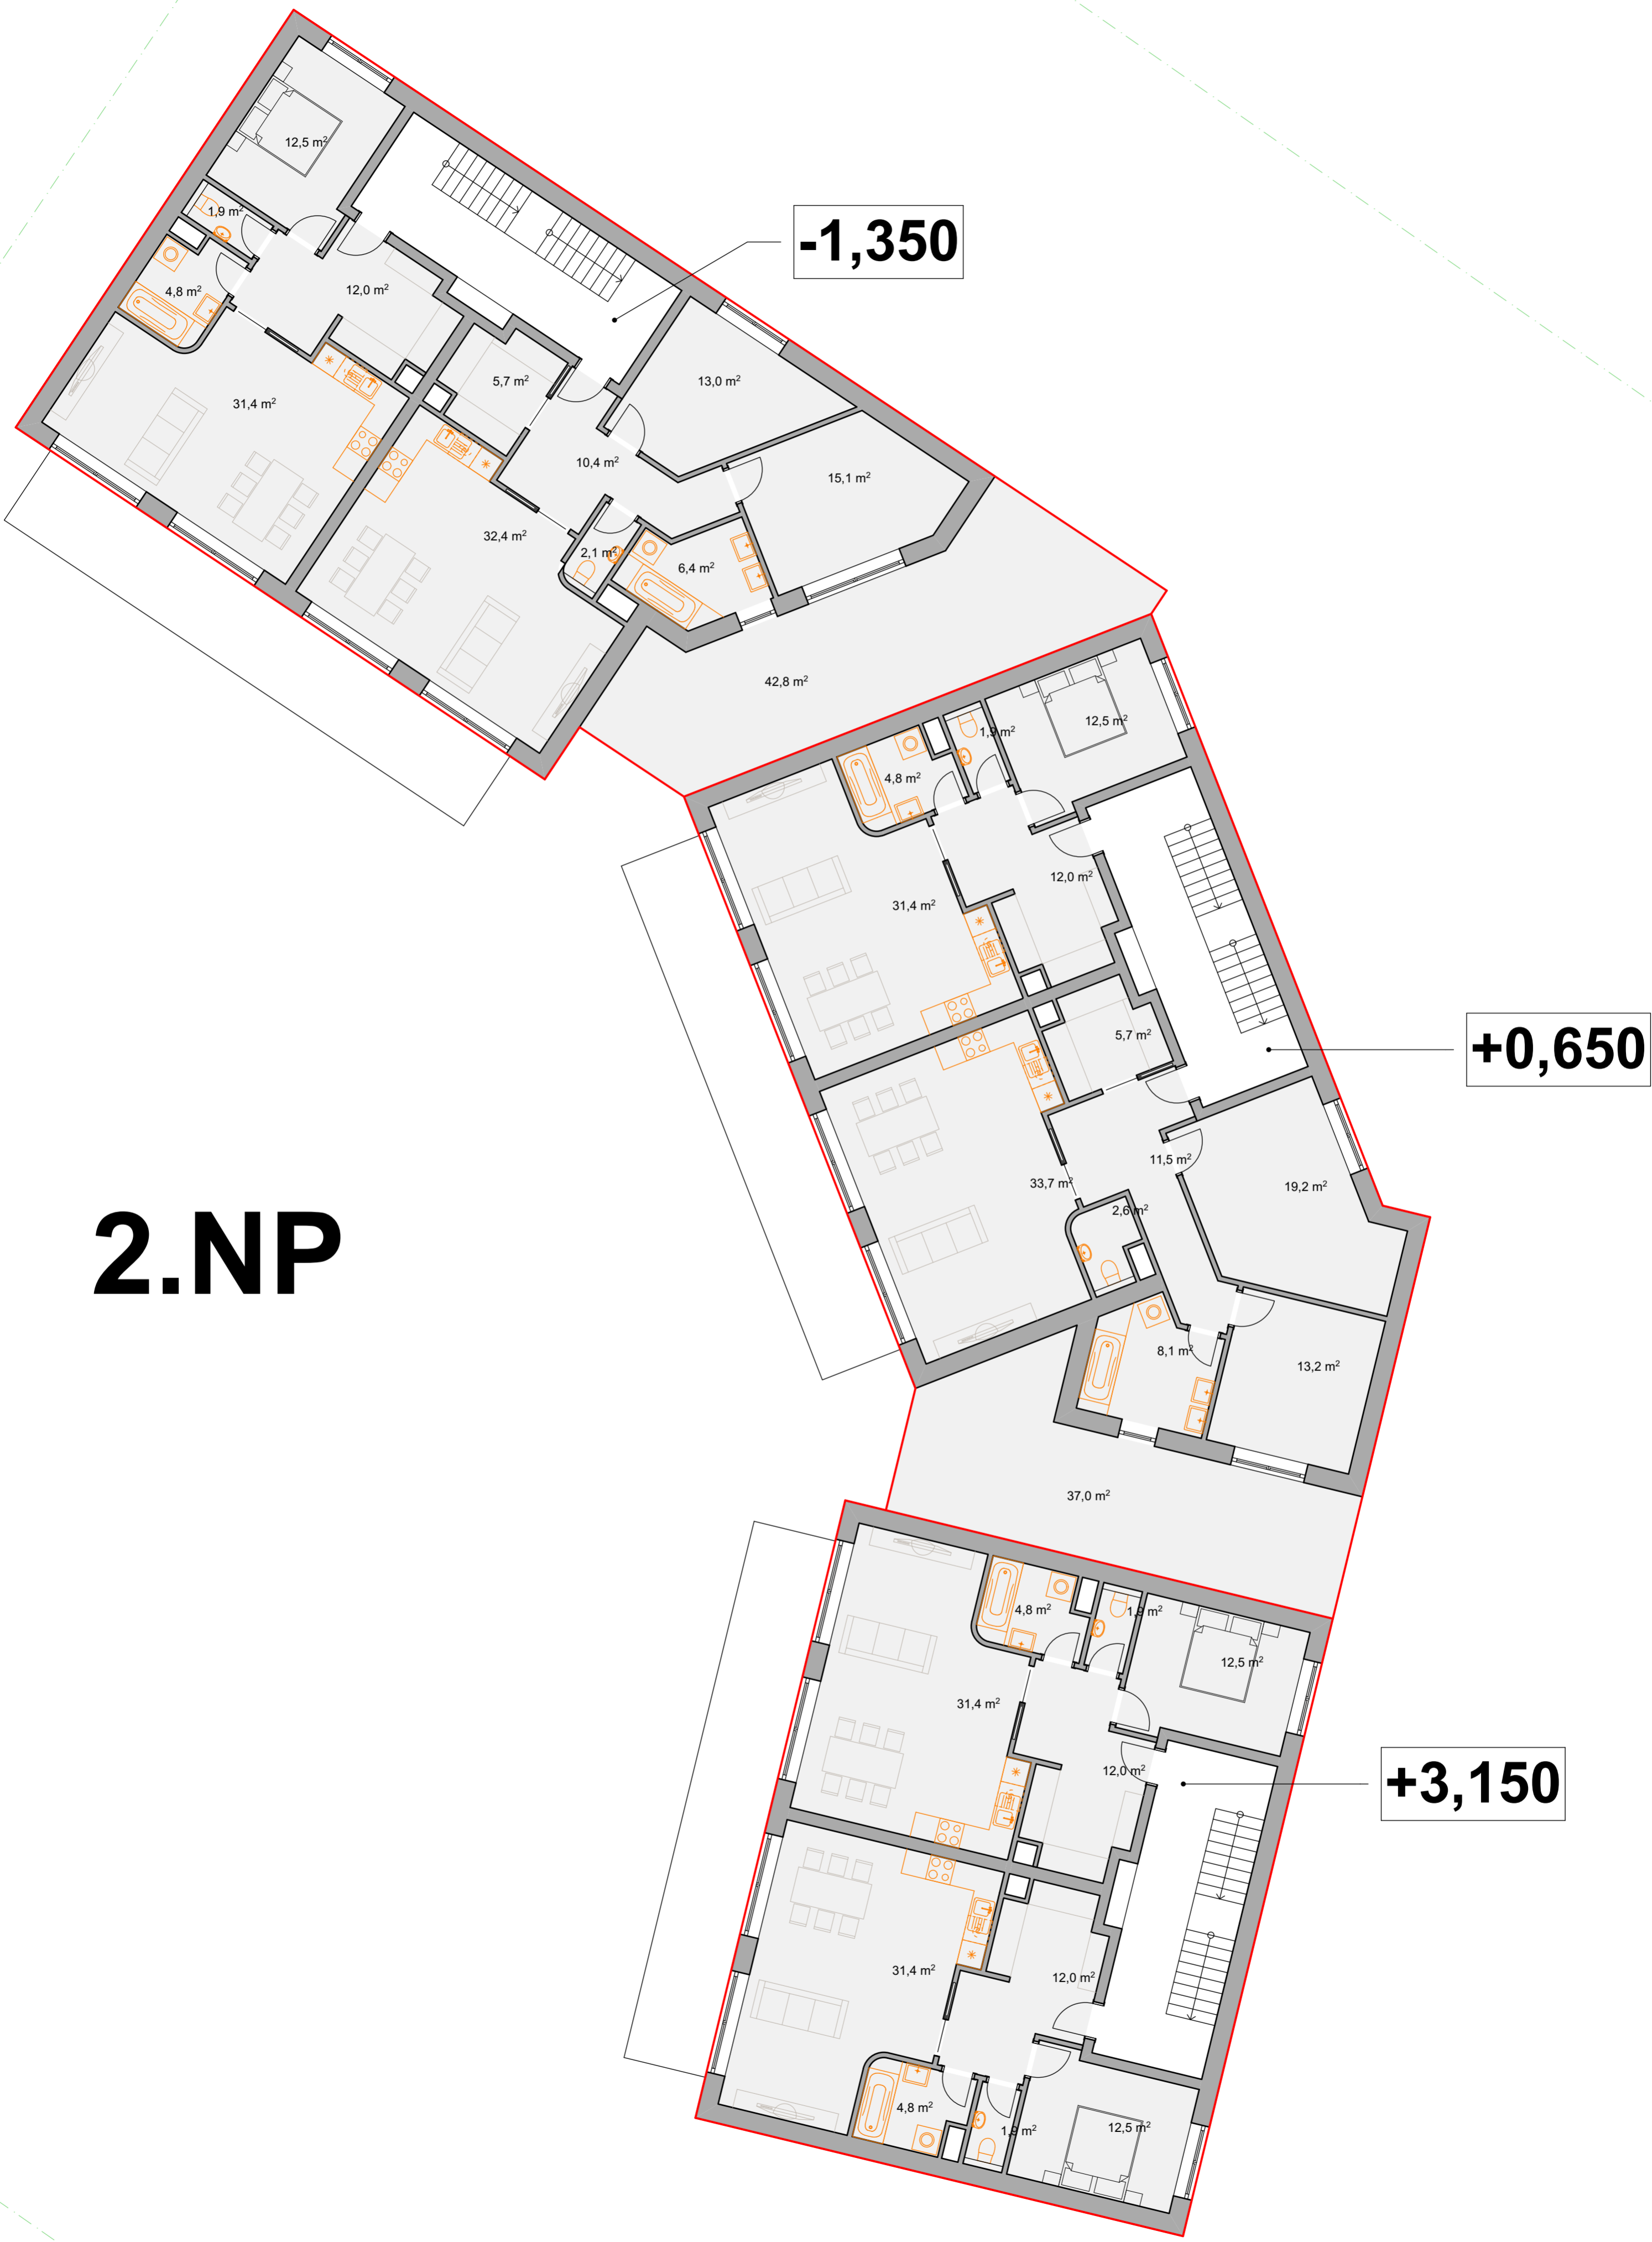 12,5 m²
1,9 m²
-1,350
4,8 m²
12,0 m²
5,7 m²
13,0 m²
31,4 m²
10,4 m²
15,1 m²
32,4 m²
2,1 m²
6,4 m²
42,8 m²
12,5 m²
1,9 m²
4,8 m²
12,0 m²
31,4 m²
5,7 m²
+0,650
11,5 m²
33,7 m²
19,2 m²
2,6 m²
2.NP
8,1 m²
13,2 m²
37,0 m²
4,8 m²
1,9 m²
12,5 m²
31,4 m²
12,0 m²
+3,150
31,4 m²
12,0 m²
4,8 m²
1,9 m²
12,5 m²